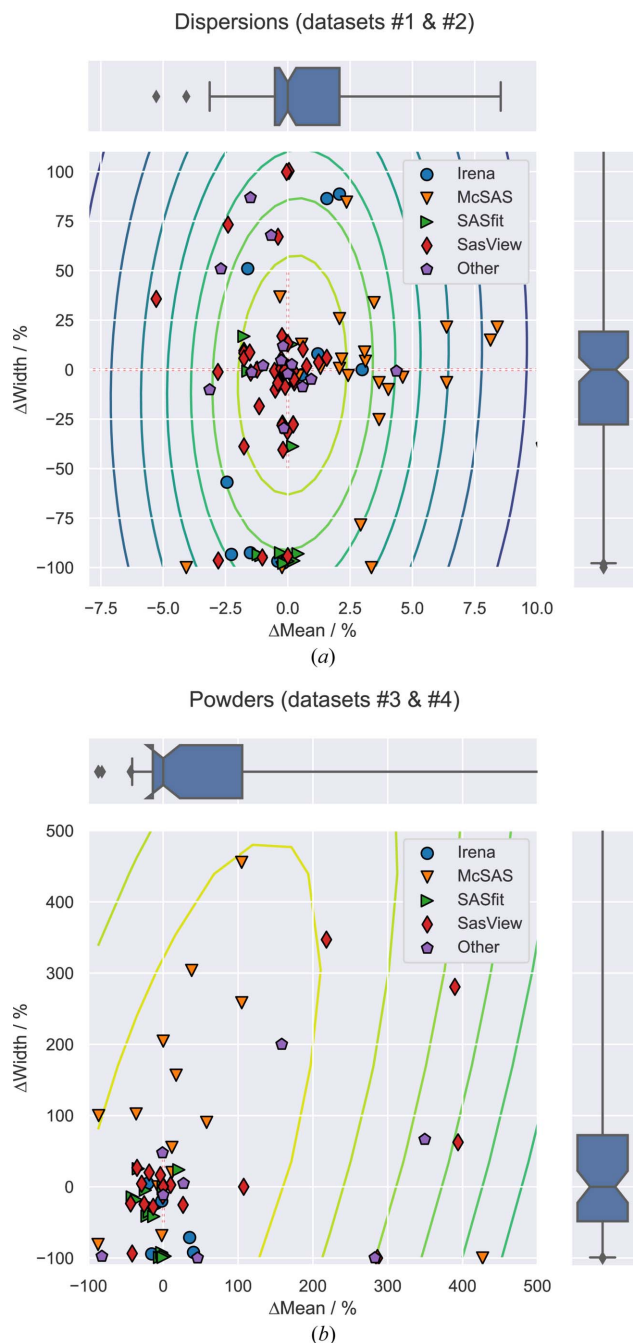 Dispersions (datasets #1 & #2)
100
75
50
25
0
−25
−50
−75
−100
ΔWidth / %
Irena
McSAS
SASfit
SasView
Other
−7.5
−5.0
−2.5
0.0
2.5
5.0
7.5
10.0
ΔMean / %
(a)
Powders (datasets #3 & #4)
500
400
300
200
100
0
−100
ΔWidth / %
Irena
McSAS
SASfit
SasView
Other
−100
0
100
200
300
400
500
ΔMean / %
(b)